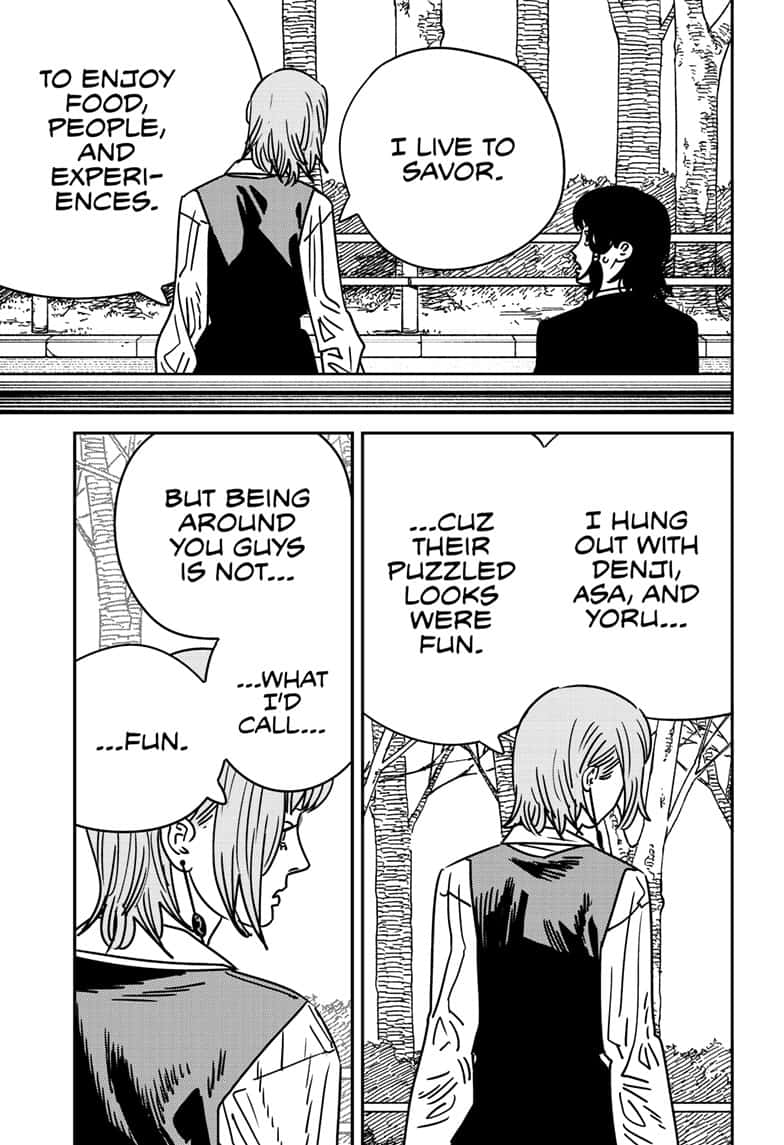 I LIVE TO
SAVOR.
TO ENJOY
FOOD,
PEOPLE,
AND
EXPERI-
ENCES.
I HUNG
OUT WITH
DENJI,
ASA, AND
YORU...
...CUZ
THEIR
PUZZLED
LOOKS
WERE
FUN.
BUT BEING
AROUND
YOU GUYS
IS NOT...
...WHAT
I'D
CALL...
...FUN.